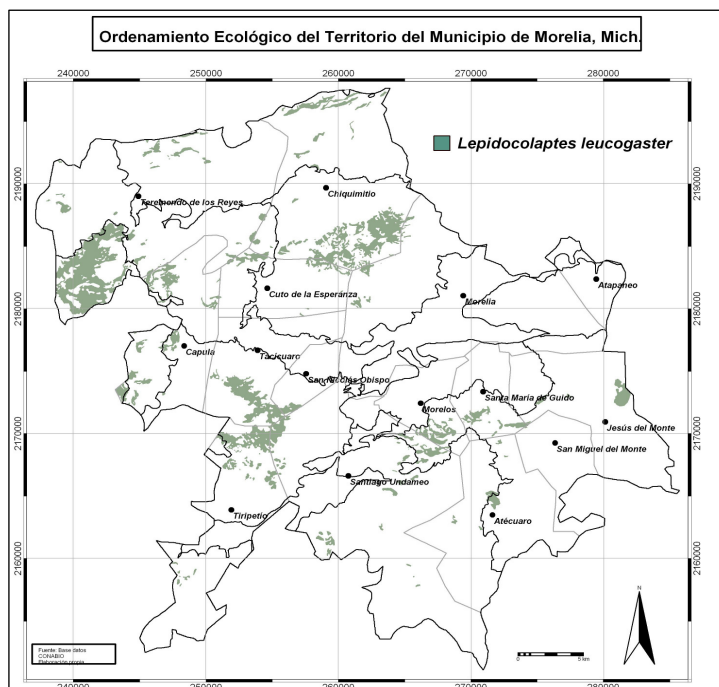 Ordenamiento Ecológico del Territorio del Municipio de Morelia, Mich.
240000 250000 260000 270000 280000
Lepidocolaptes leucogaster
2190000 2190000
Chiquimitio
Teremendo de los Reyes
Atapaneo
Cuto de la Esperanza
Morelia
2180000 2180000
Capula
Tacicuaro
San Nicolás Obispo
Santa Maria de Guido
Morelos
2170000 2170000
Jesús del Monte
San Miguel del Monte
Santiago Undameo
Tiripetio
Atécuaro
2160000 2160000
Fuente: Base datos
CONABIO
Elaboración propia
0 5 km
240000 250000 260000 270000 280000